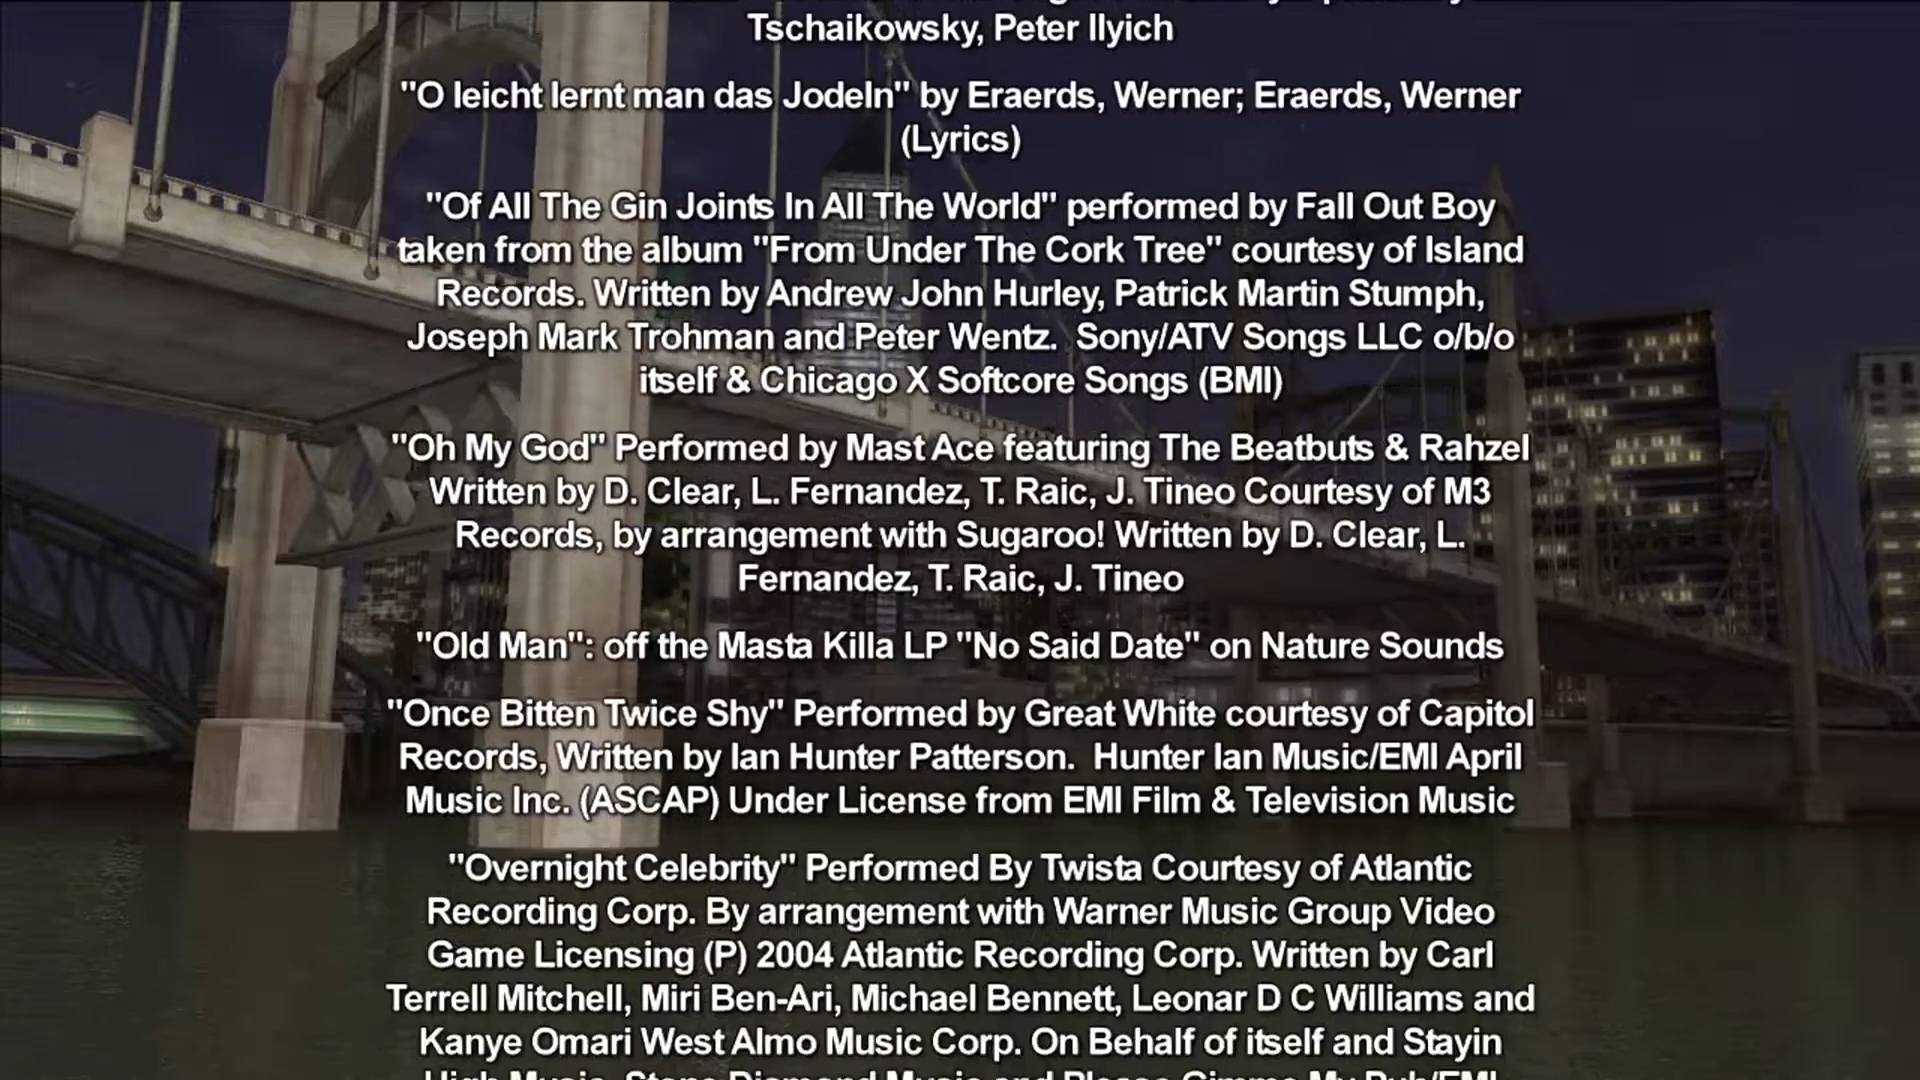 Tschaikowsky, Peter Ilyich
"O leicht lernt man das Jodeln" by Eraerds, Werner; Eraerds, Werner
(Lyrics)
"Of All The Gin Joints In All The World" performed by Fall Out Boy
taken from the album "From Under The Cork Tree" courtesy of Island
Records. Written by Andrew John Hurley, Patrick Martin Stumph,
Joseph Mark Trohman and Peter Wentz.  Sony/ATV Songs LLC o/b/o
itself & Chicago X Softcore Songs (BMI)
"Oh My God" Performed by Mast Ace featuring The Beatbuts & Rahzel
Written by D. Clear, L. Fernandez, T. Raic, J. Tineo Courtesy of M3
Records, by arrangement with Sugaroo! Written by D. Clear, L.
Fernandez, T. Raic, J. Tineo
"Old Man": off the Masta Killa LP "No Said Date" on Nature Sounds
"Once Bitten Twice Shy" Performed by Great White courtesy of Capitol
Records, Written by Ian Hunter Patterson.  Hunter Ian Music/EMI April
Music Inc. (ASCAP) Under License from EMI Film & Television Music
"Overnight Celebrity" Performed By Twista Courtesy of Atlantic
Recording Corp. By arrangement with Warner Music Group Video
Game Licensing (P) 2004 Atlantic Recording Corp. Written by Carl
Terrell Mitchell, Miri Ben-Ari, Michael Bennett, Leonar D C Williams and
Kanye Omari West Almo Music Corp. On Behalf of itself and Stayin